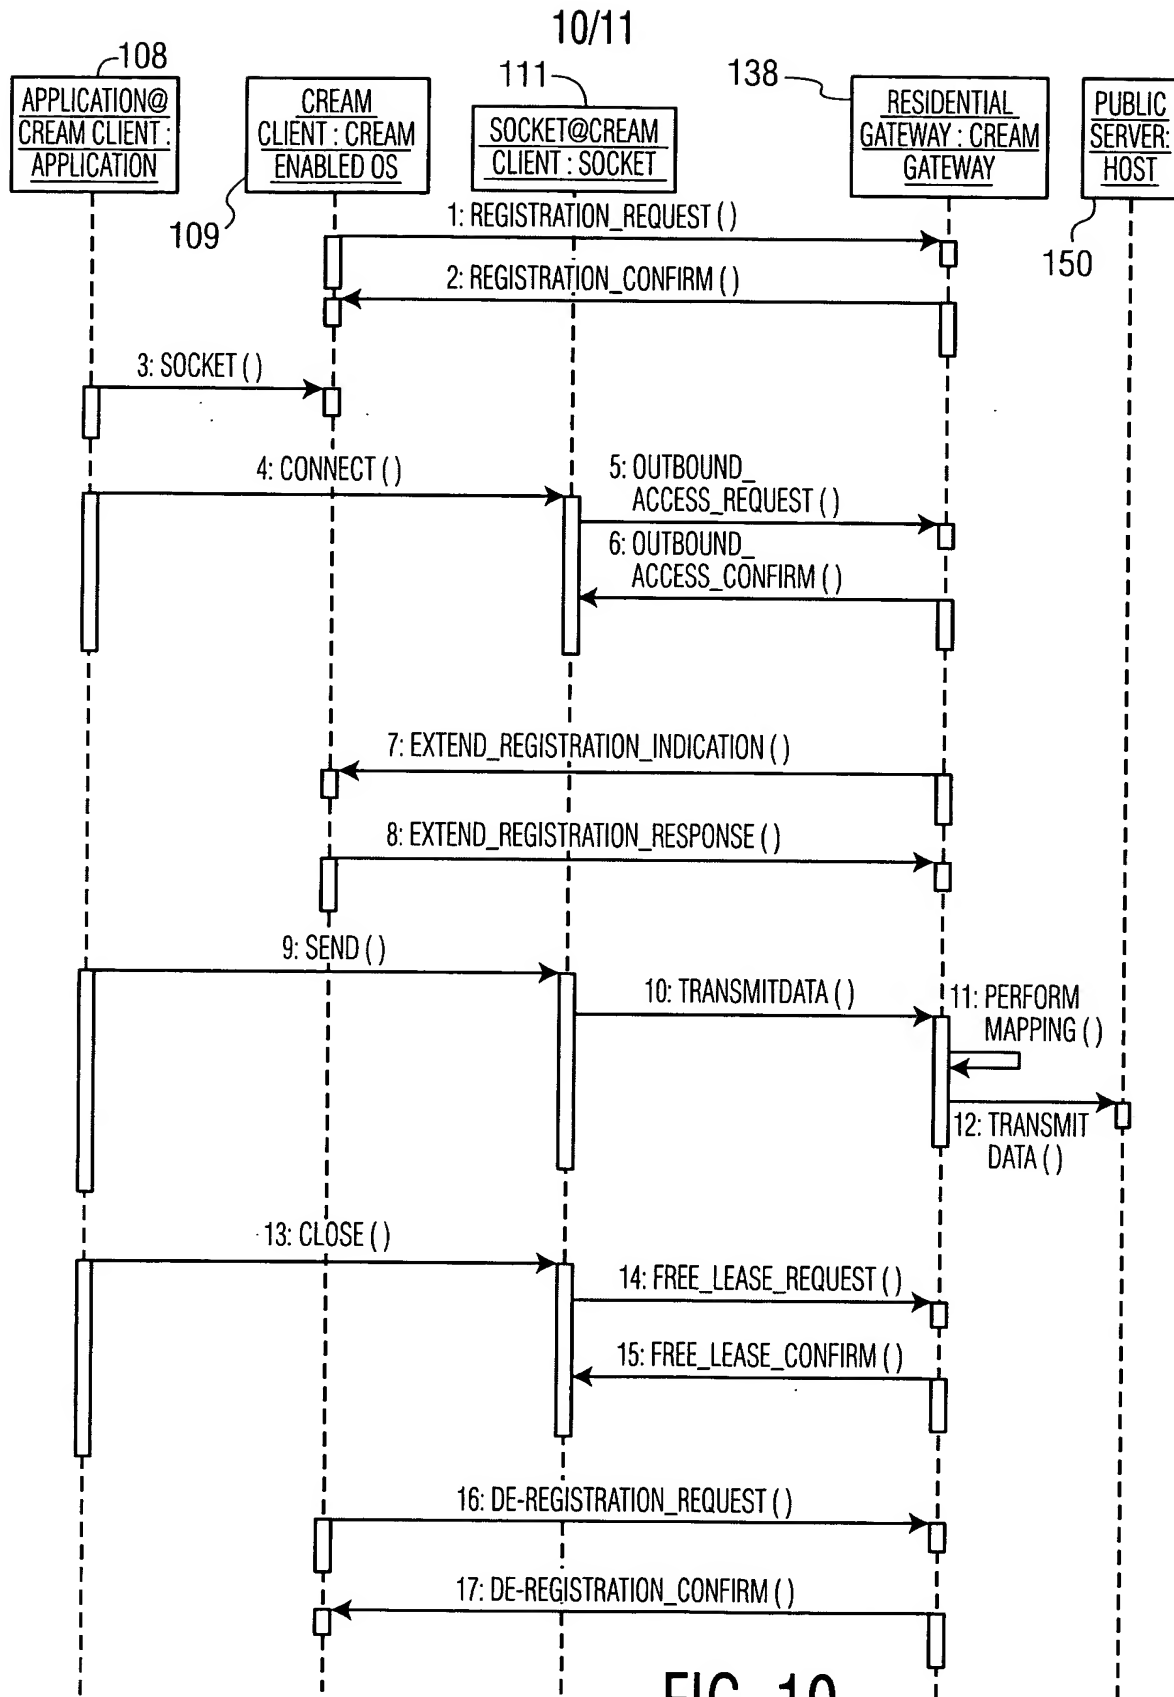 10/11
108
111
138
APPLICATION@
CREAM CLIENT :
APPLICATION
CREAM
CLIENT : CREAM
ENABLED OS
SOCKET@CREAM
CLIENT : SOCKET
RESIDENTIAL
GATEWAY : CREAM
GATEWAY
PUBLIC
SERVER:
HOST
109
150
1: REGISTRATION_REQUEST ( )
2: REGISTRATION_CONFIRM ( )
3: SOCKET ( )
4: CONNECT ( )
5: OUTBOUND_
ACCESS_REQUEST ( )
6: OUTBOUND_
ACCESS_CONFIRM ( )
7: EXTEND_REGISTRATION_INDICATION ( )
8: EXTEND_REGISTRATION_RESPONSE ( )
9: SEND ( )
10: TRANSMITDATA ( )
11: PERFORM
MAPPING ( )
12: TRANSMIT
DATA ( )
13: CLOSE ( )
14: FREE_LEASE_REQUEST ( )
15: FREE_LEASE_CONFIRM ( )
16: DE-REGISTRATION_REQUEST ( )
17: DE-REGISTRATION_CONFIRM ( )
FIG. 10